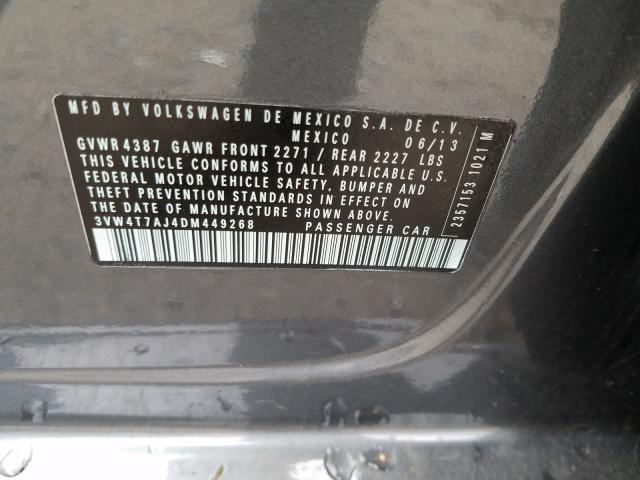 MFD BY VOLKSWAGEN DE MEXICO S.A. DE C.V.
MEXICO 06/13
GVWR 4387 GAWR FRONT 2271 / REAR 2227 LBS
THIS VEHICLE CONFORMS TO ALL APPLICABLE U.S.
FEDERAL MOTOR VEHICLE SAFETY, BUMPER AND
THEFT PREVENTION STANDARDS IN EFFECT ON
THE DATE OF MANUFACTURE SHOWN ABOVE.
3VW4T7AJ4DM449268 PASSENGER CAR
2357153 1021 M